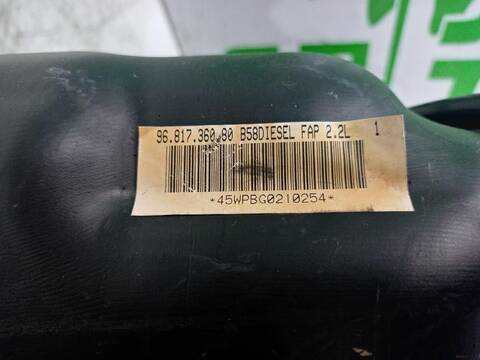 96.817.360.80 B58DIESEL FAP 2.2L 1
*45WPBG0210254*